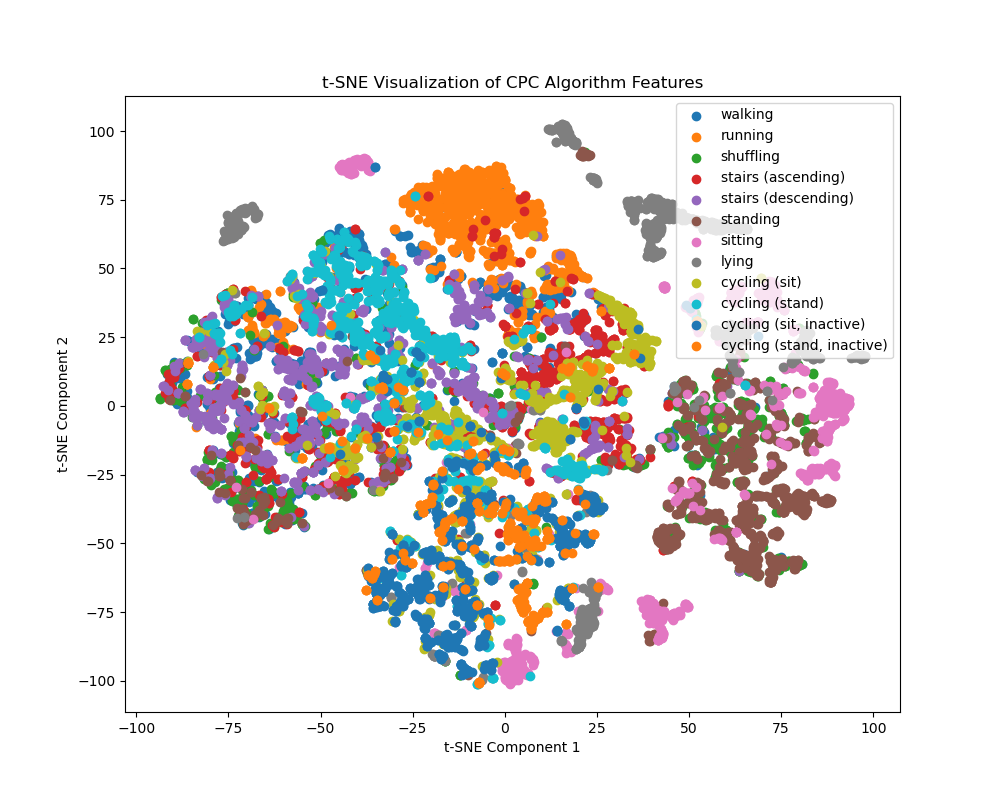 t-SNE Visualization of CPC Algorithm Features
t-SNE Component 2
100
75
50
25
0
−25
−50
−75
−100
walking
running
shuffling
stairs (ascending)
stairs (descending)
standing
sitting
lying
cycling (sit)
cycling (stand)
cycling (sit, inactive)
cycling (stand, inactive)
−100
−75
−50
−25
0
25
50
75
100
t-SNE Component 1